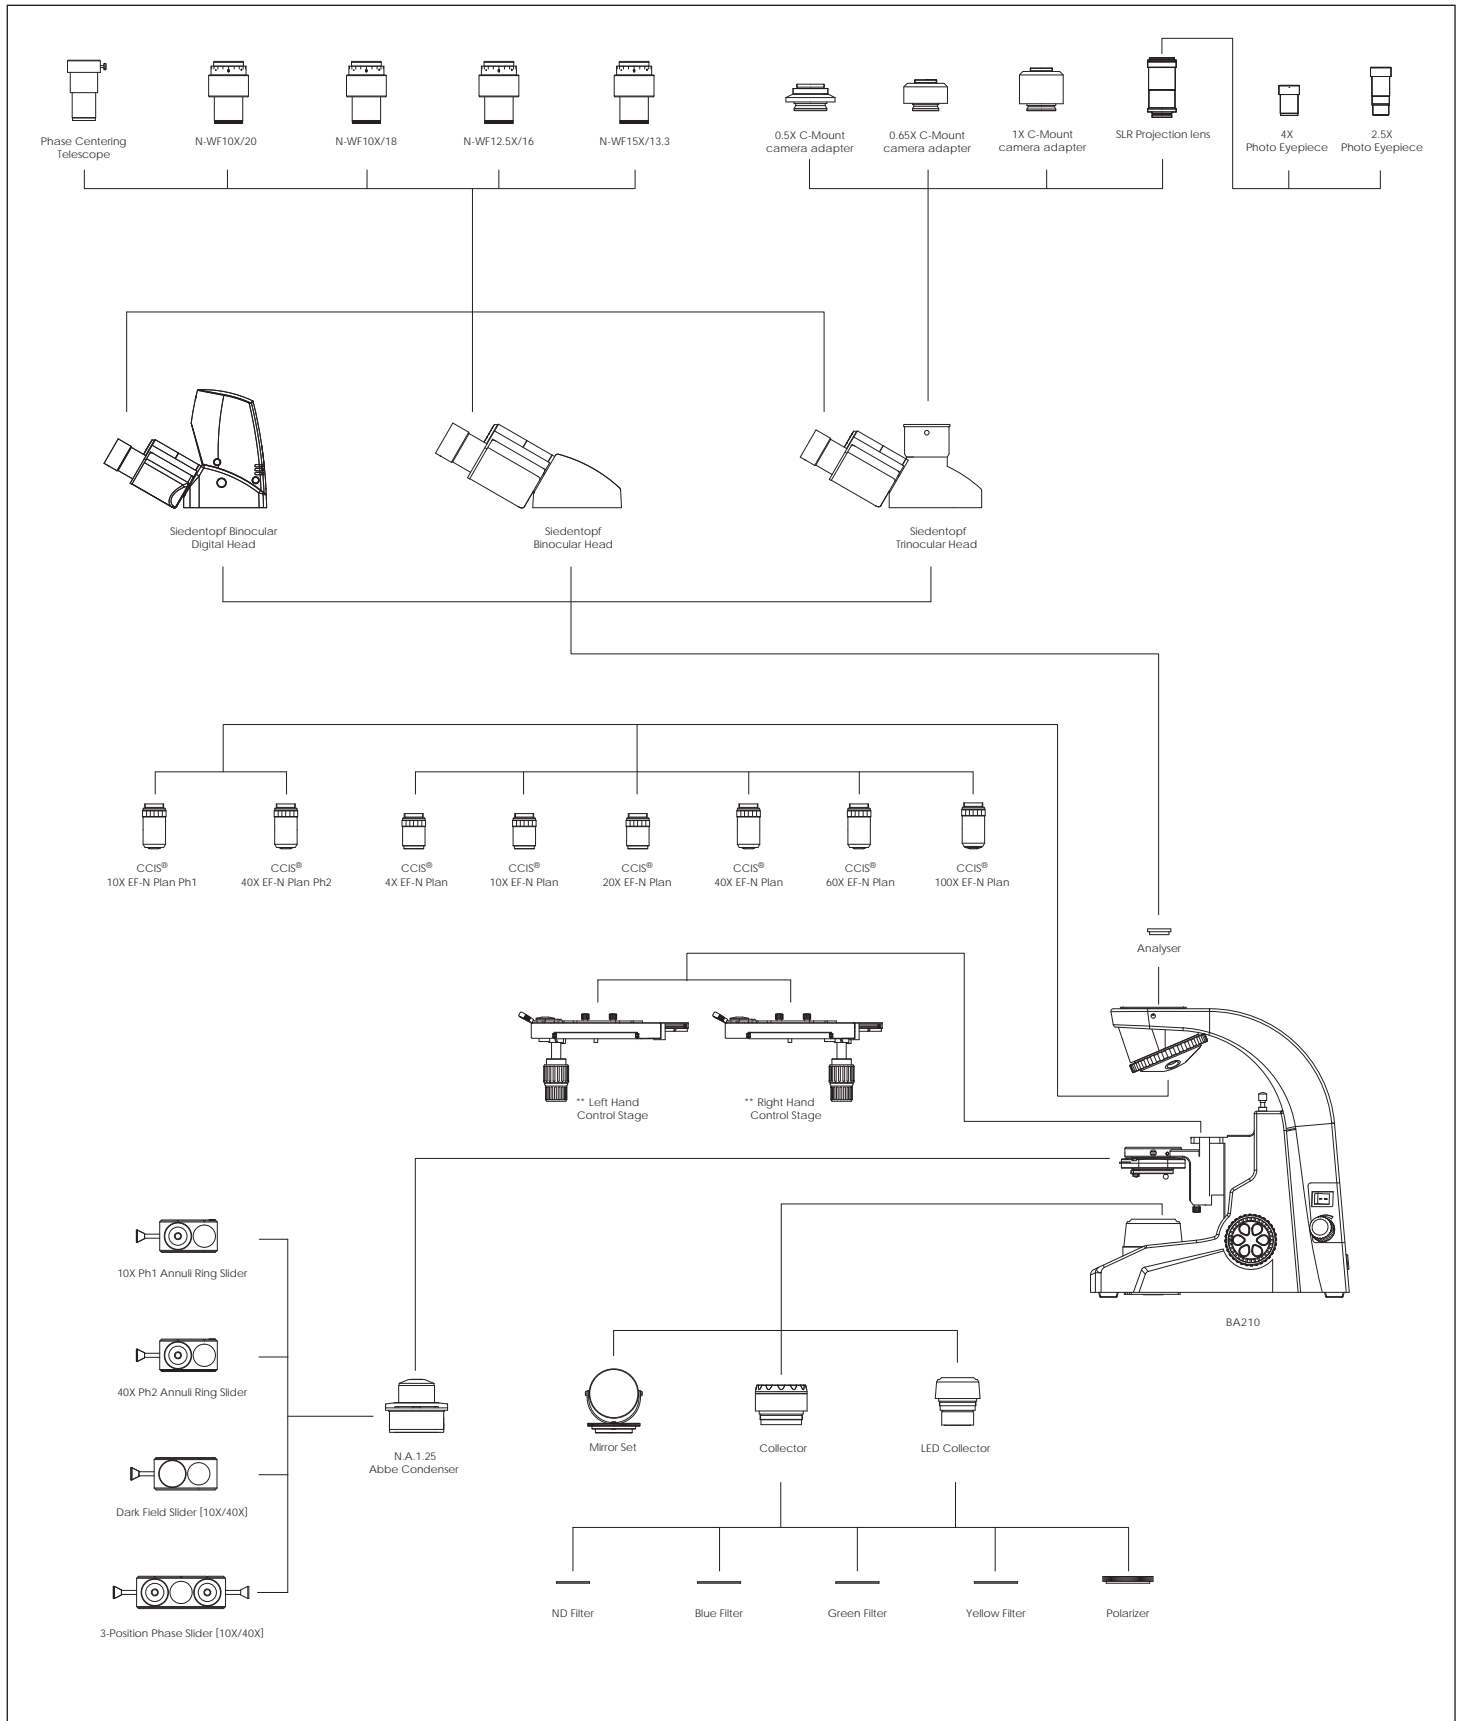 Phase Centering
Telescope
N-WF10X/20
N-WF10X/18
N-WF12.5X/16
N-WF15X/13.3
0.5X C-Mount
camera adapter
0.65X C-Mount
camera adapter
1X C-Mount
camera adapter
SLR Projection lens
4X
Photo Eyepiece
2.5X
Photo Eyepiece
Siedentopf Binocular
Digital Head
Siedentopf
Binocular Head
Siedentopf
Trinocular Head
CCIS®
10X EF-N Plan Ph1
CCIS®
40X EF-N Plan Ph2
CCIS®
4X EF-N Plan
CCIS®
10X EF-N Plan
CCIS®
20X EF-N Plan
CCIS®
40X EF-N Plan
CCIS®
60X EF-N Plan
CCIS®
100X EF-N Plan
Analyser
** Left Hand
Control Stage
** Right Hand
Control Stage
BA210
10X Ph1 Annuli Ring Slider
40X Ph2 Annuli Ring Slider
Dark Field Slider [10X/40X]
3-Position Phase Slider [10X/40X]
N.A.1.25
Abbe Condenser
Mirror Set
Collector
LED Collector
ND Filter
Blue Filter
Green Filter
Yellow Filter
Polarizer